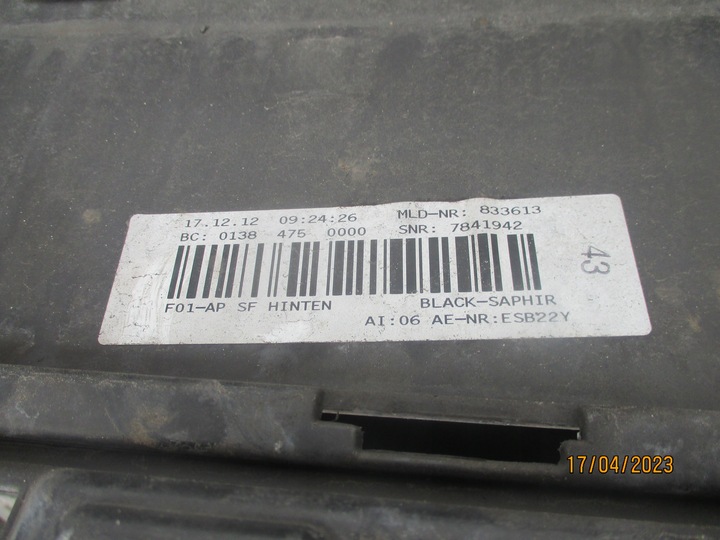 17.12.12 09:24:26 MLD-NR: 833613
BC: 0138 475 0000 SNR: 7841942
43
F01-AP SF HINTEN BLACK-SAPHIR
AI:06 AE-NR:ESB22Y
17/04/2023